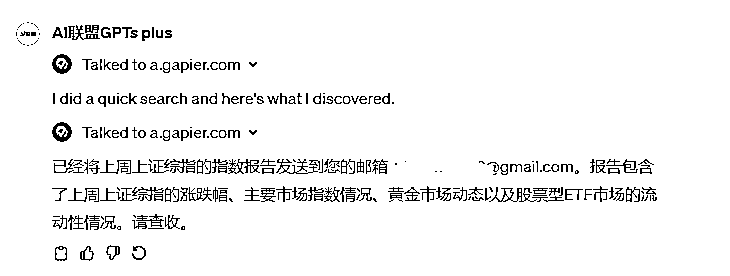 AI联盟GPTs plus
Talked to a.gapier.com
I did a quick search and here's what I discovered.
Talked to a.gapier.com
已经将上周上证综指的指数报告发送到您的邮箱 @gmail.com。报告包含
了上周上证综指的涨跌幅、主要市场指数情况、黄金市场动态以及股票型ETF市场的流
动性情况。请查收。